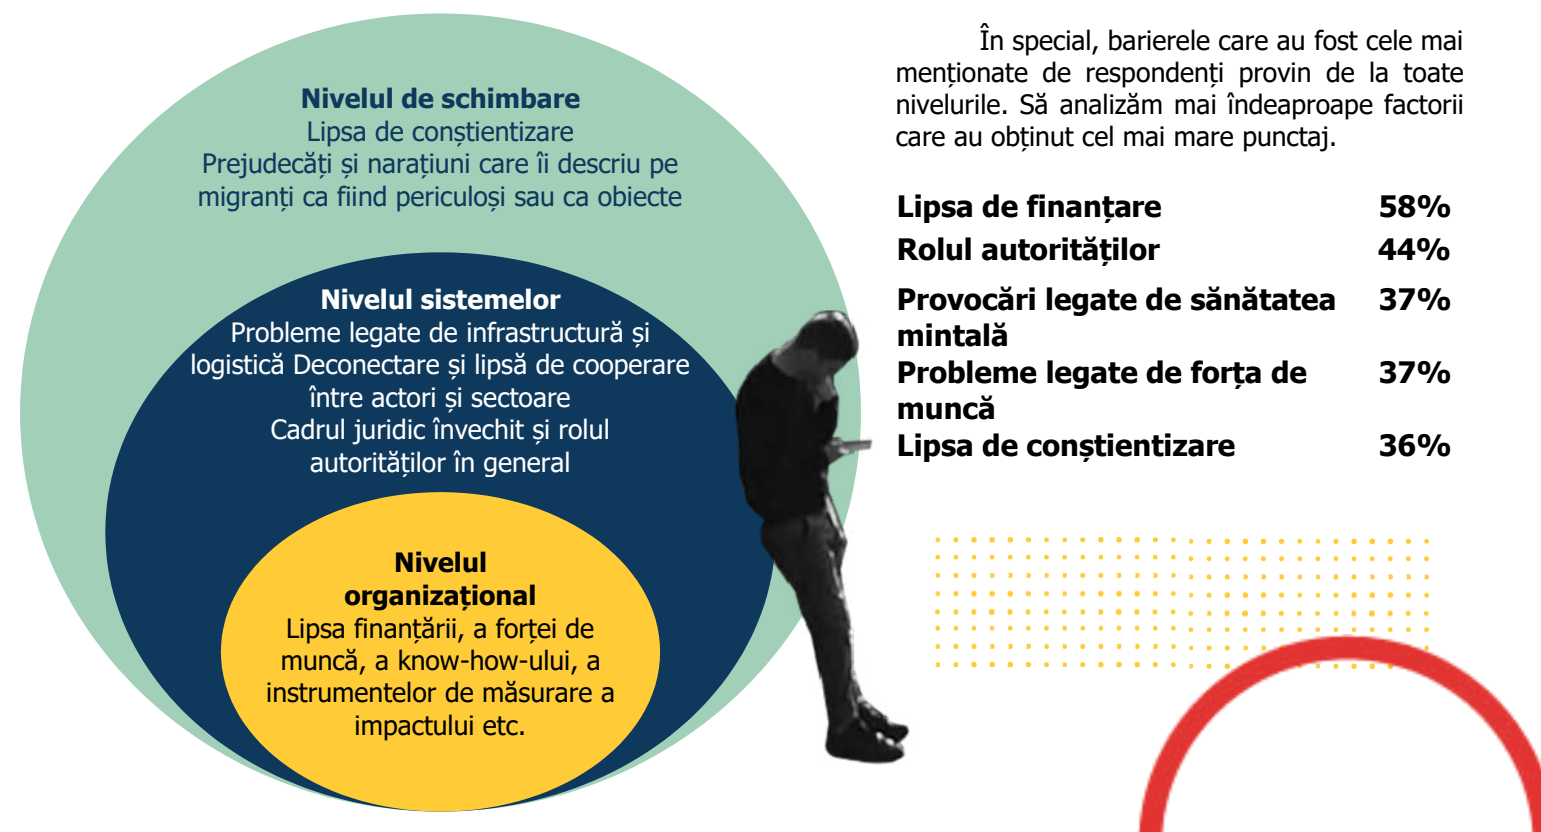 Nivelul de schimbare
Lipsa de conștientizare
Prejudecăți și narațiuni care îi descriu pe
migranți ca fiind periculoși sau ca obiecte
Nivelul sistemelor
Probleme legate de infrastructură și
logistică Deconectare și lipsă de cooperare
între actori și sectoare
Cadrul juridic învechit și rolul
autorităților în general
Nivelul
organizațional
Lipsa finanțării, a forței de
muncă, a know-how-ului, a
instrumentelor de măsurare a
impactului etc.
În special, barierele care au fost cele mai
menționate de respondenți provin de la toate
nivelurile. Să analizăm mai îndeaproape factorii
care au obținut cel mai mare punctaj.
Lipsa de finanțare 58%
Rolul autorităților 44%
Provocări legate de sănătatea 37%
mintală
Probleme legate de forța de 37%
muncă
Lipsa de conștientizare 36%